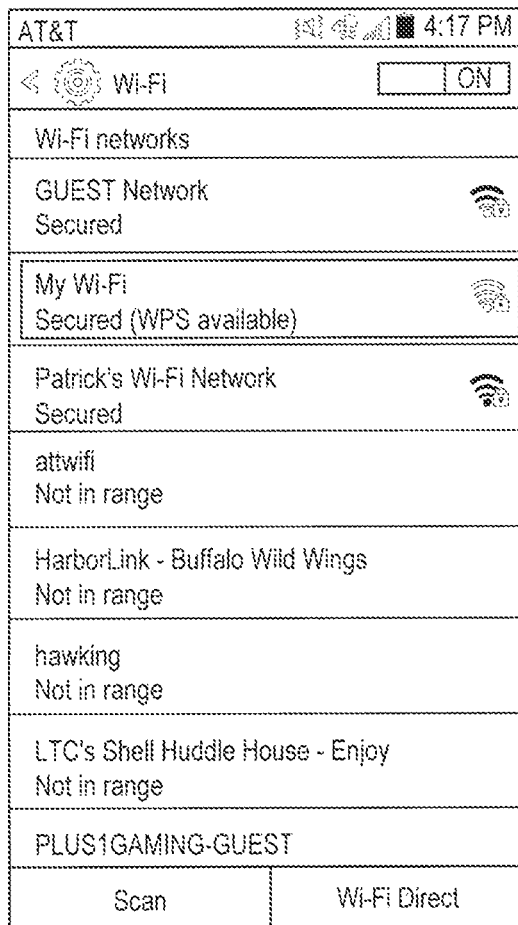 AT&T 4:17 PM
Wi-Fi ON
Wi-Fi networks
GUEST Network
Secured
My Wi-Fi
Secured (WPS available)
Patrick's Wi-Fi Network
Secured
attwifi
Not in range
HarborLink - Buffalo Wild Wings
Not in range
hawking
Not in range
LTC's Shell Huddle House - Enjoy
Not in range
PLUS1GAMING-GUEST
Scan Wi-Fi Direct